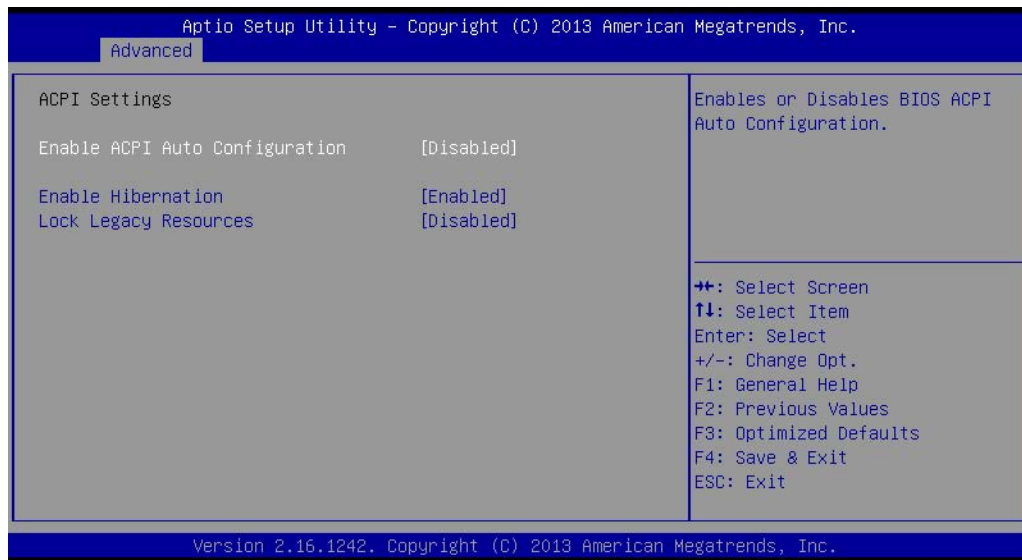 Aptio Setup Utility – Copyright (C) 2013 American Megatrends, Inc.
Advanced
ACPI Settings
Enable ACPI Auto Configuration [Disabled]
Enable Hibernation [Enabled]
Lock Legacy Resources [Disabled]
Enables or Disables BIOS ACPI
Auto Configuration.
→←: Select Screen
↑↓: Select Item
Enter: Select
+/-: Change Opt.
F1: General Help
F2: Previous Values
F3: Optimized Defaults
F4: Save & Exit
ESC: Exit
Version 2.16.1242. Copyright (C) 2013 American Megatrends, Inc.